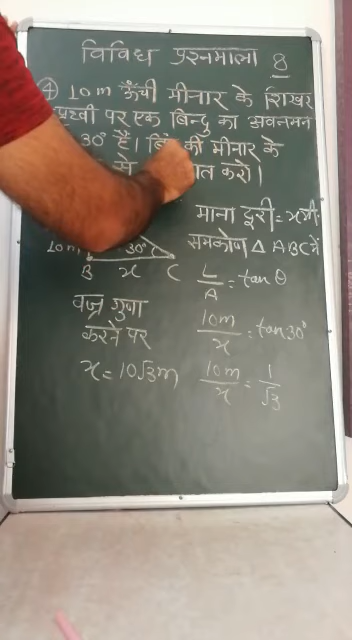 विविध प्रश्नमाला 8
④ 10 m ऊँची मीनार के शिखर
पृथ्वी पर एक बिन्दु का अवनमन
30° है। की मीनार के
से करो।
माना दूरी = x मी.
समकोण Δ ABC में
10m 30°
B x C
L/A = tan θ
वज्र गुणा
करने पर
10m/x = tan 30°
x = 10√3 m
10m/x = 1/√3